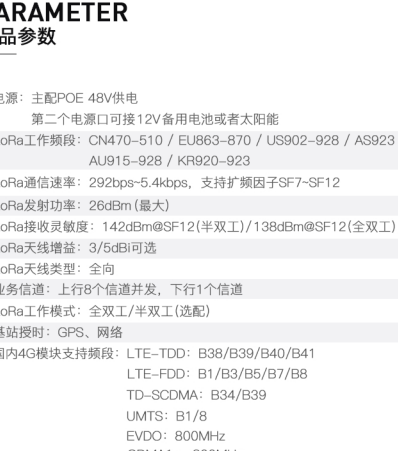 ARAMETER
品参数
电源：主配POE 48V供电
第二个电源口可接12V备用电池或者太阳能
oRa工作频段：CN470-510 / EU863-870 / US902-928 / AS923
AU915-928 / KR920-923
oRa通信速率：292bps~5.4kbps，支持扩频因子SF7~SF12
oRa发射功率：26dBm（最大）
oRa接收灵敏度：142dBm@SF12(半双工)/138dBm@SF12(全双工)
oRa天线增益：3/5dBi可选
oRa天线类型：全向
业务信道：上行8个信道并发，下行1个信道
oRa工作模式：全双工/半双工(选配)
基站授时：GPS、网络
国内4G模块支持频段：LTE-TDD：B38/B39/B40/B41
LTE-FDD：B1/B3/B5/B7/B8
TD-SCDMA：B34/B39
UMTS：B1/8
EVDO：800MHz